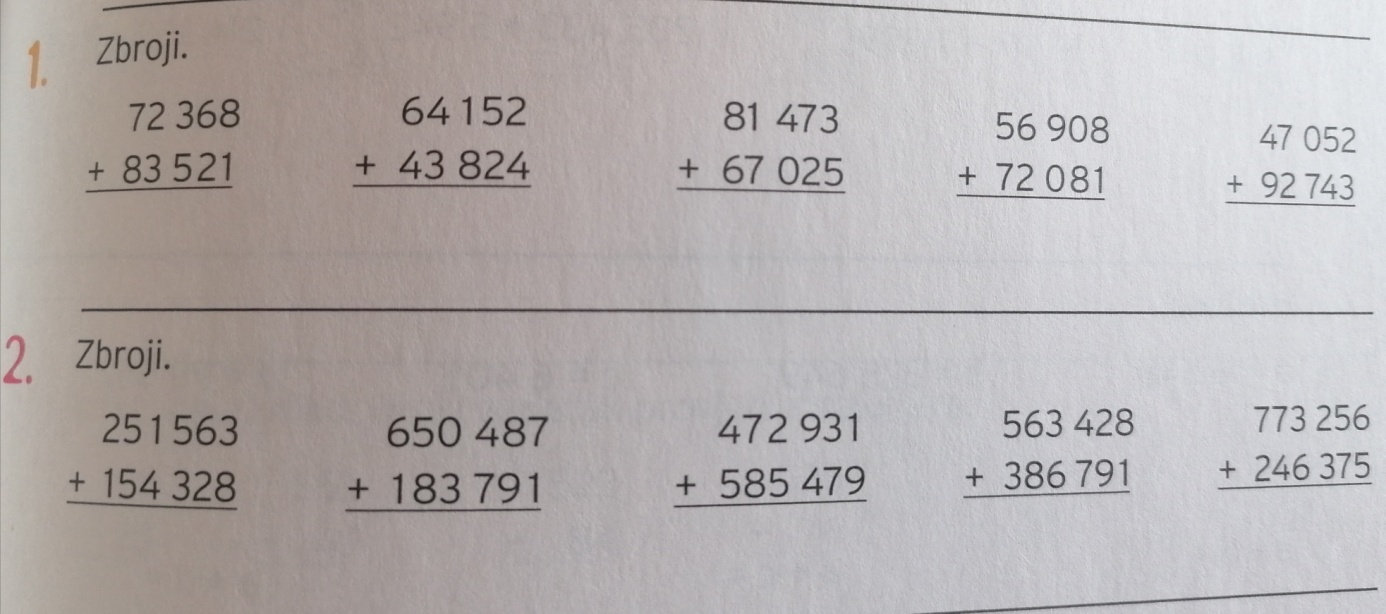 1. Zbroji.
72 368 64 152 81 473 56 908 47 052
+ 83 521 + 43 824 + 67 025 + 72 081 + 92 743
2. Zbroji.
251 563 650 487 472 931 563 428 773 256
+ 154 328 + 183 791 + 585 479 + 386 791 + 246 375